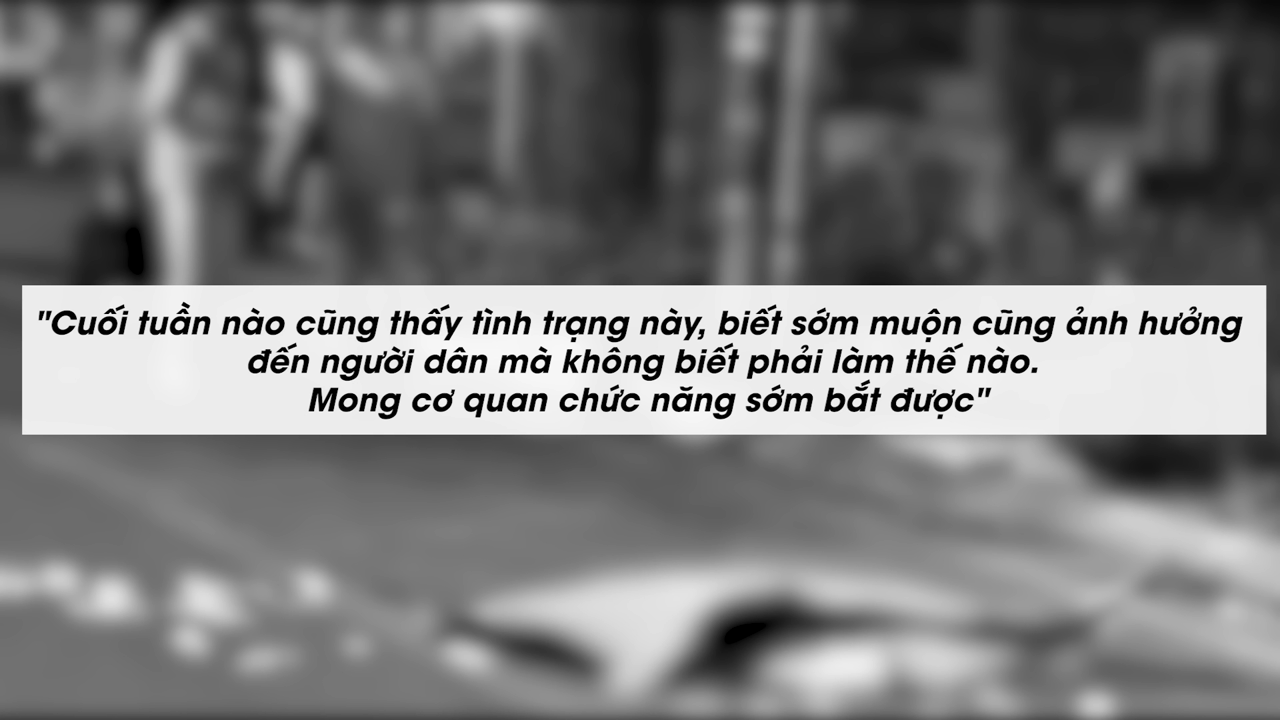 "Cuối tuần nào cũng thấy tình trạng này, biết sớm muộn cũng ảnh hưởng
đến người dân mà không biết phải làm thế nào.
Mong cơ quan chức năng sớm bắt được"